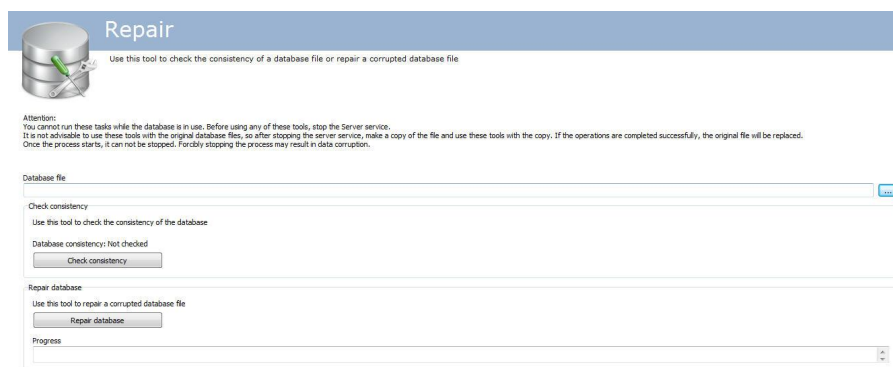 Repair
Use this tool to check the consistency of a database file or repair a corrupted database file
Attention:
You cannot run these tasks while the database is in use. Before using any of these tools, stop the Server service.
It is not advisable to use these tools with the original database files, so after stopping the server service, make a copy of the file and use these tools with the copy. If the operations are completed successfully, the original file will be replaced.
Once the process starts, it can not be stopped. Forcibly stopping the process may result in data corruption.
Database file
...
Check consistency
Use this tool to check the consistency of the database
Database consistency: Not checked
Check consistency
Repair database
Use this tool to repair a corrupted database file
Repair database
Progress